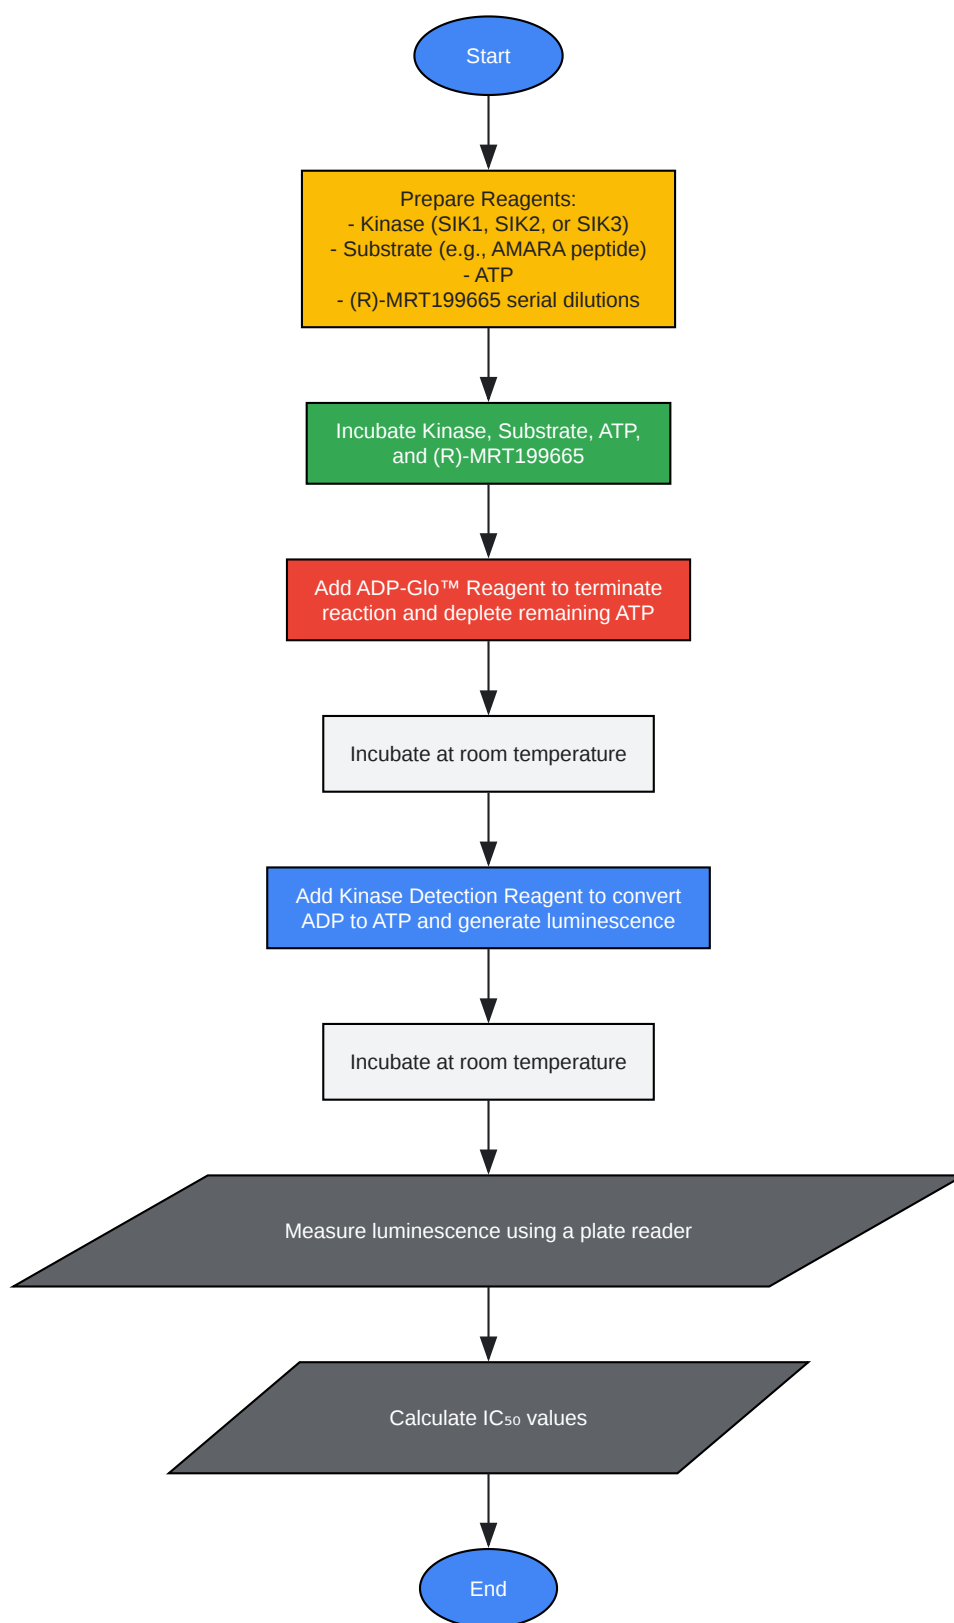 Start
Prepare Reagents:
- Kinase (SIK1, SIK2, or SIK3)
- Substrate (e.g., AMARA peptide)
- ATP
- (R)-MRT199665 serial dilutions
Incubate Kinase, Substrate, ATP,
and (R)-MRT199665
Add ADP-Glo™ Reagent to terminate
reaction and deplete remaining ATP
Incubate at room temperature
Add Kinase Detection Reagent to convert
ADP to ATP and generate luminescence
Incubate at room temperature
Measure luminescence using a plate reader
Calculate IC₅₀ values
End